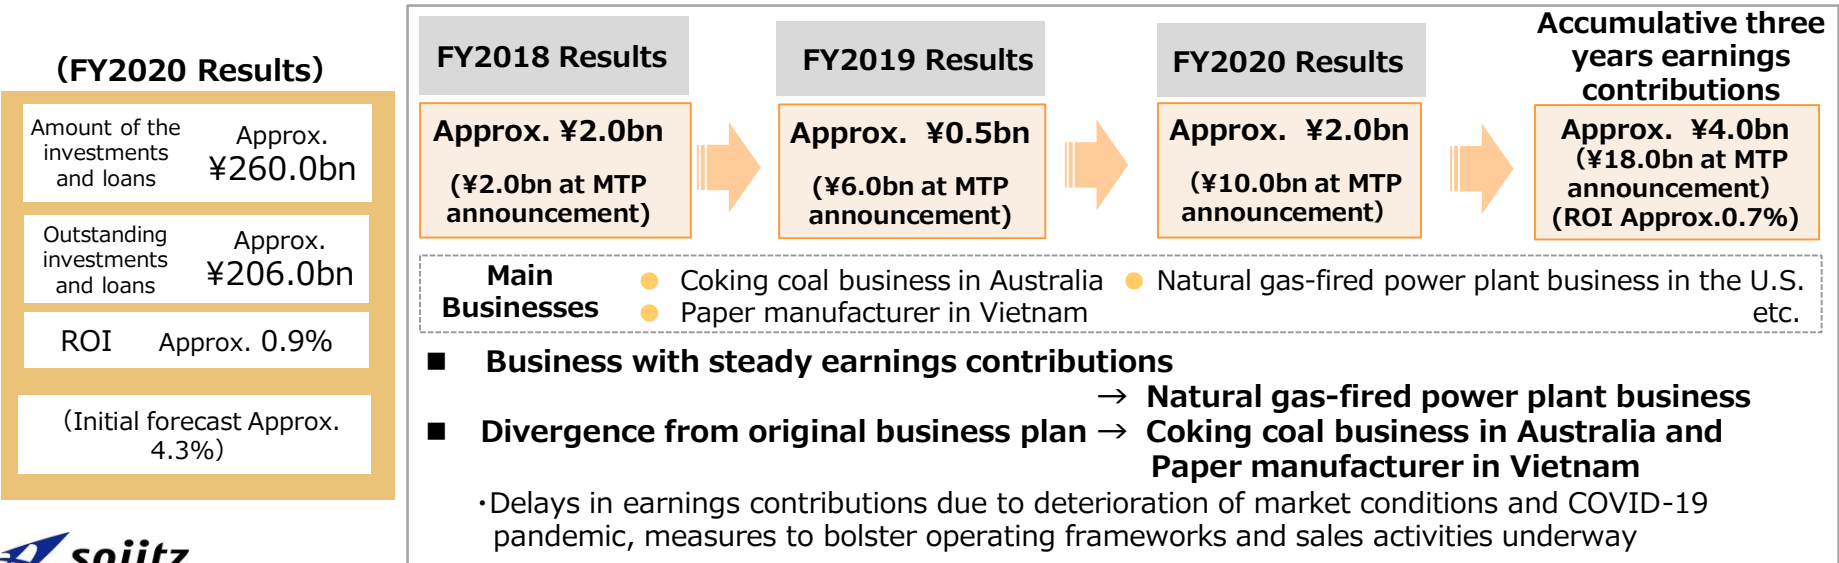 （FY2020 Results）
Amount of the
investments
and loans
Approx.
¥260.0bn
Outstanding
investments
and loans
Approx.
¥206.0bn
ROI Approx. 0.9%
（Initial forecast Approx.
4.3%）
sojitz
FY2018 Results
Approx. ¥2.0bn
(¥2.0bn at MTP
announcement)
FY2019 Results
Approx. ¥0.5bn
(¥6.0bn at MTP
announcement)
FY2020 Results
Approx. ¥2.0bn
（¥10.0bn at MTP
announcement）
Accumulative three
years earnings
contributions
Approx. ¥4.0bn
（¥18.0bn at MTP
announcement）
(ROI Approx.0.7%)
Main
Businesses
● Coking coal business in Australia ● Natural gas-fired power plant business in the U.S.
● Paper manufacturer in Vietnam etc.
■ Business with steady earnings contributions
→ Natural gas-fired power plant business
■ Divergence from original business plan → Coking coal business in Australia and
Paper manufacturer in Vietnam
・Delays in earnings contributions due to deterioration of market conditions and COVID-19
pandemic, measures to bolster operating frameworks and sales activities underway